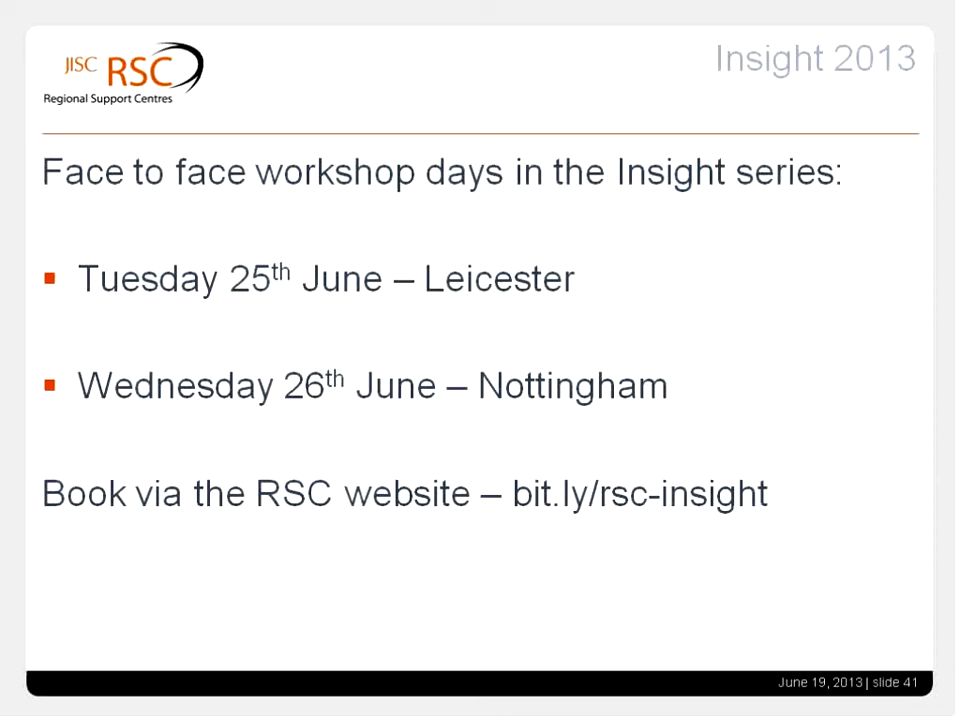 JISC RSC
Regional Support Centres
Insight 2013
Face to face workshop days in the Insight series:
▪ Tuesday 25th June – Leicester
▪ Wednesday 26th June – Nottingham
Book via the RSC website – bit.ly/rsc-insight
June 19, 2013 | slide 41